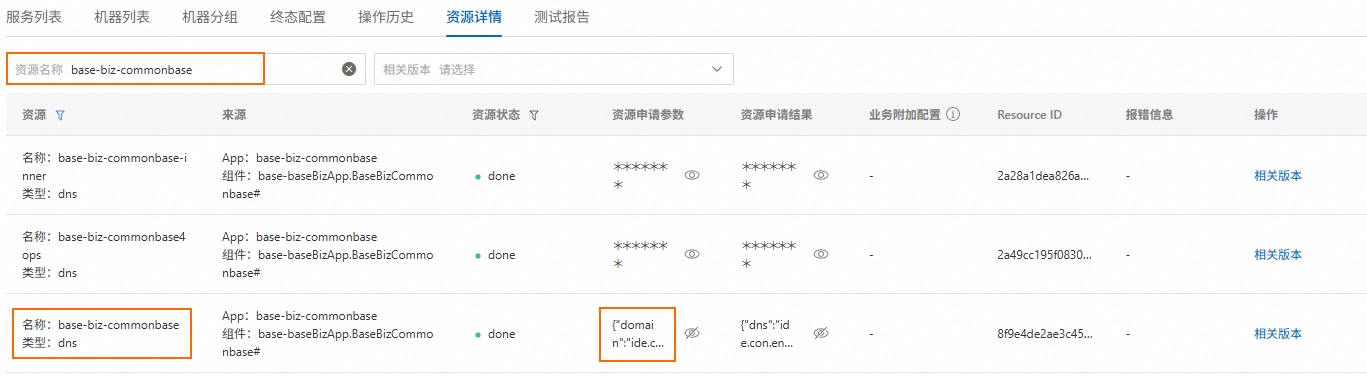 服务列表 机器列表 机器分组 终态配置 操作历史 资源详情 测试报告
资源名称 base-biz-commonbase 相关版本 请选择
资源 来源 资源状态 资源申请参数 资源申请结果 业务附加配置 Resource ID 报错信息 操作
名称：base-biz-commonbase-i
nner
类型：dns
App：base-biz-commonbase
组件：base-baseBizApp.BaseBizCommo
nbase#
done
*******
*
*******
*
-
2a28a1dea826a...
-
相关版本
名称：base-biz-commonbase4
ops
类型：dns
App：base-biz-commonbase
组件：base-baseBizApp.BaseBizCommo
nbase#
done
*******
*
*******
*
-
2a49cc195f0830...
-
相关版本
名称：base-biz-commonbase
类型：dns
App：base-biz-commonbase
组件：base-baseBizApp.BaseBizCommo
nbase#
done
{"domai
n":"ide.c...
{"dns":"id
e.con.en...
-
8f9e4de2ae3c45...
-
相关版本